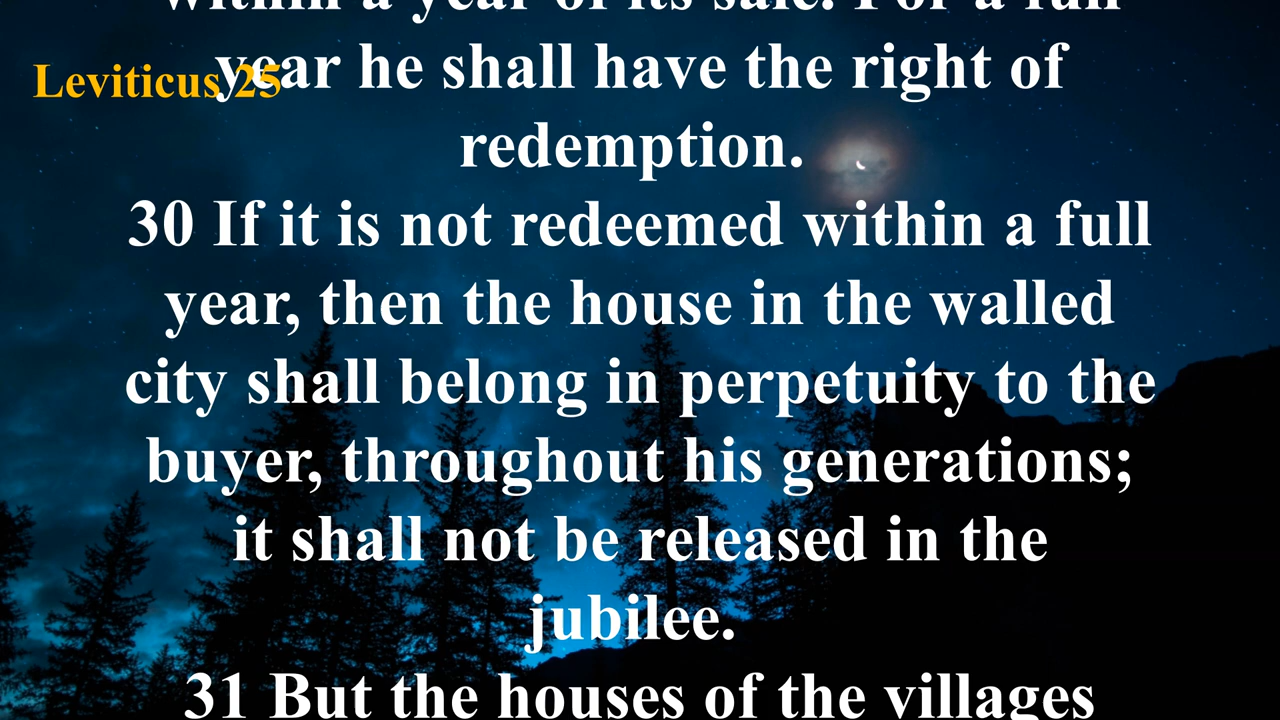 within a year of its sale. For a full
Leviticus 25
year he shall have the right of
redemption.
30 If it is not redeemed within a full
year, then the house in the walled
city shall belong in perpetuity to the
buyer, throughout his generations;
it shall not be released in the
jubilee.
31 But the houses of the villages